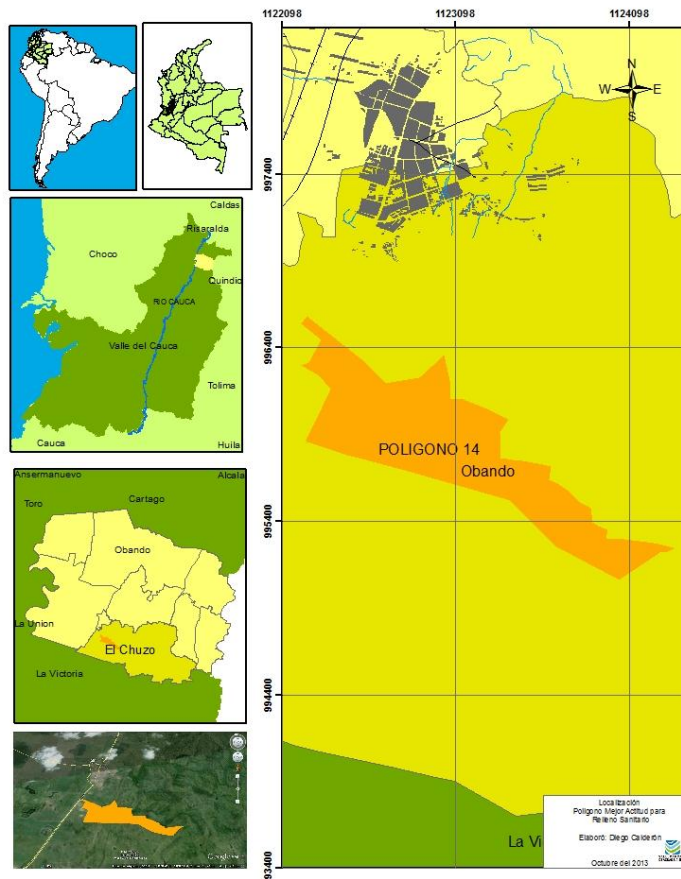 1122098
1123098
1124098
N
W
E
S
997400
996400
995400
994400
93400
Caldas
Risaralda
Choco
Quindio
RIO CAUCA
Valle del Cauca
Tolima
Cauca
Huila
Ansermanuevo
Alcala
Toro
Cartago
Obando
La Union
El Chuzo
La Victoria
POLIGONO 14
Obando
La Vi
Localización
Poligono Mejor Actitud para
Relleno Sanitario
Elaboró: Diego Calderón
Octubre del 2013